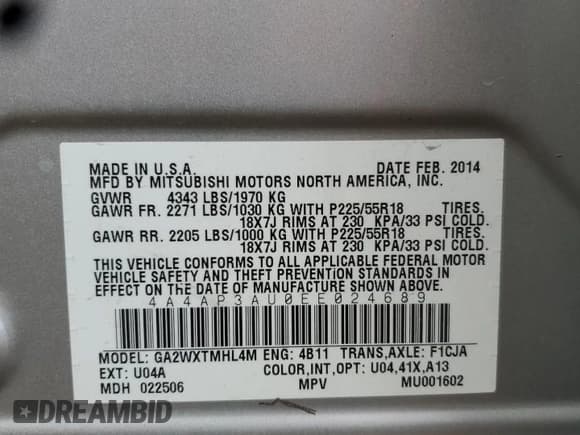 MADE IN U.S.A. DATE FEB. 2014
MFD BY MITSUBISHI MOTORS NORTH AMERICA, INC.
GVWR 4343 LBS/1970 KG
GAWR FR. 2271 LBS/1030 KG WITH P225/55R18 TIRES.
18X7J RIMS AT 230 KPA/33 PSI COLD.
GAWR RR. 2205 LBS/1000 KG WITH P225/55R18 TIRES.
18X7J RIMS AT 230 KPA/33 PSI COLD.
THIS VEHICLE CONFORMS TO ALL APPLICABLE FEDERAL MOTOR
VEHICLE SAFETY AND THEFT PREVENTION STANDARDS IN
EFFECT ON THE DATE OF MANUFACTURE SHOWN ABOVE.
4A4AP3AU0EE024689
MODEL: GA2WXTMHL4M ENG: 4B11 TRANS,AXLE: F1CJA
EXT: U04A COLOR,INT,OPT: U04,41X,A13
MDH 022506 MPV MU001602
DREAMBID